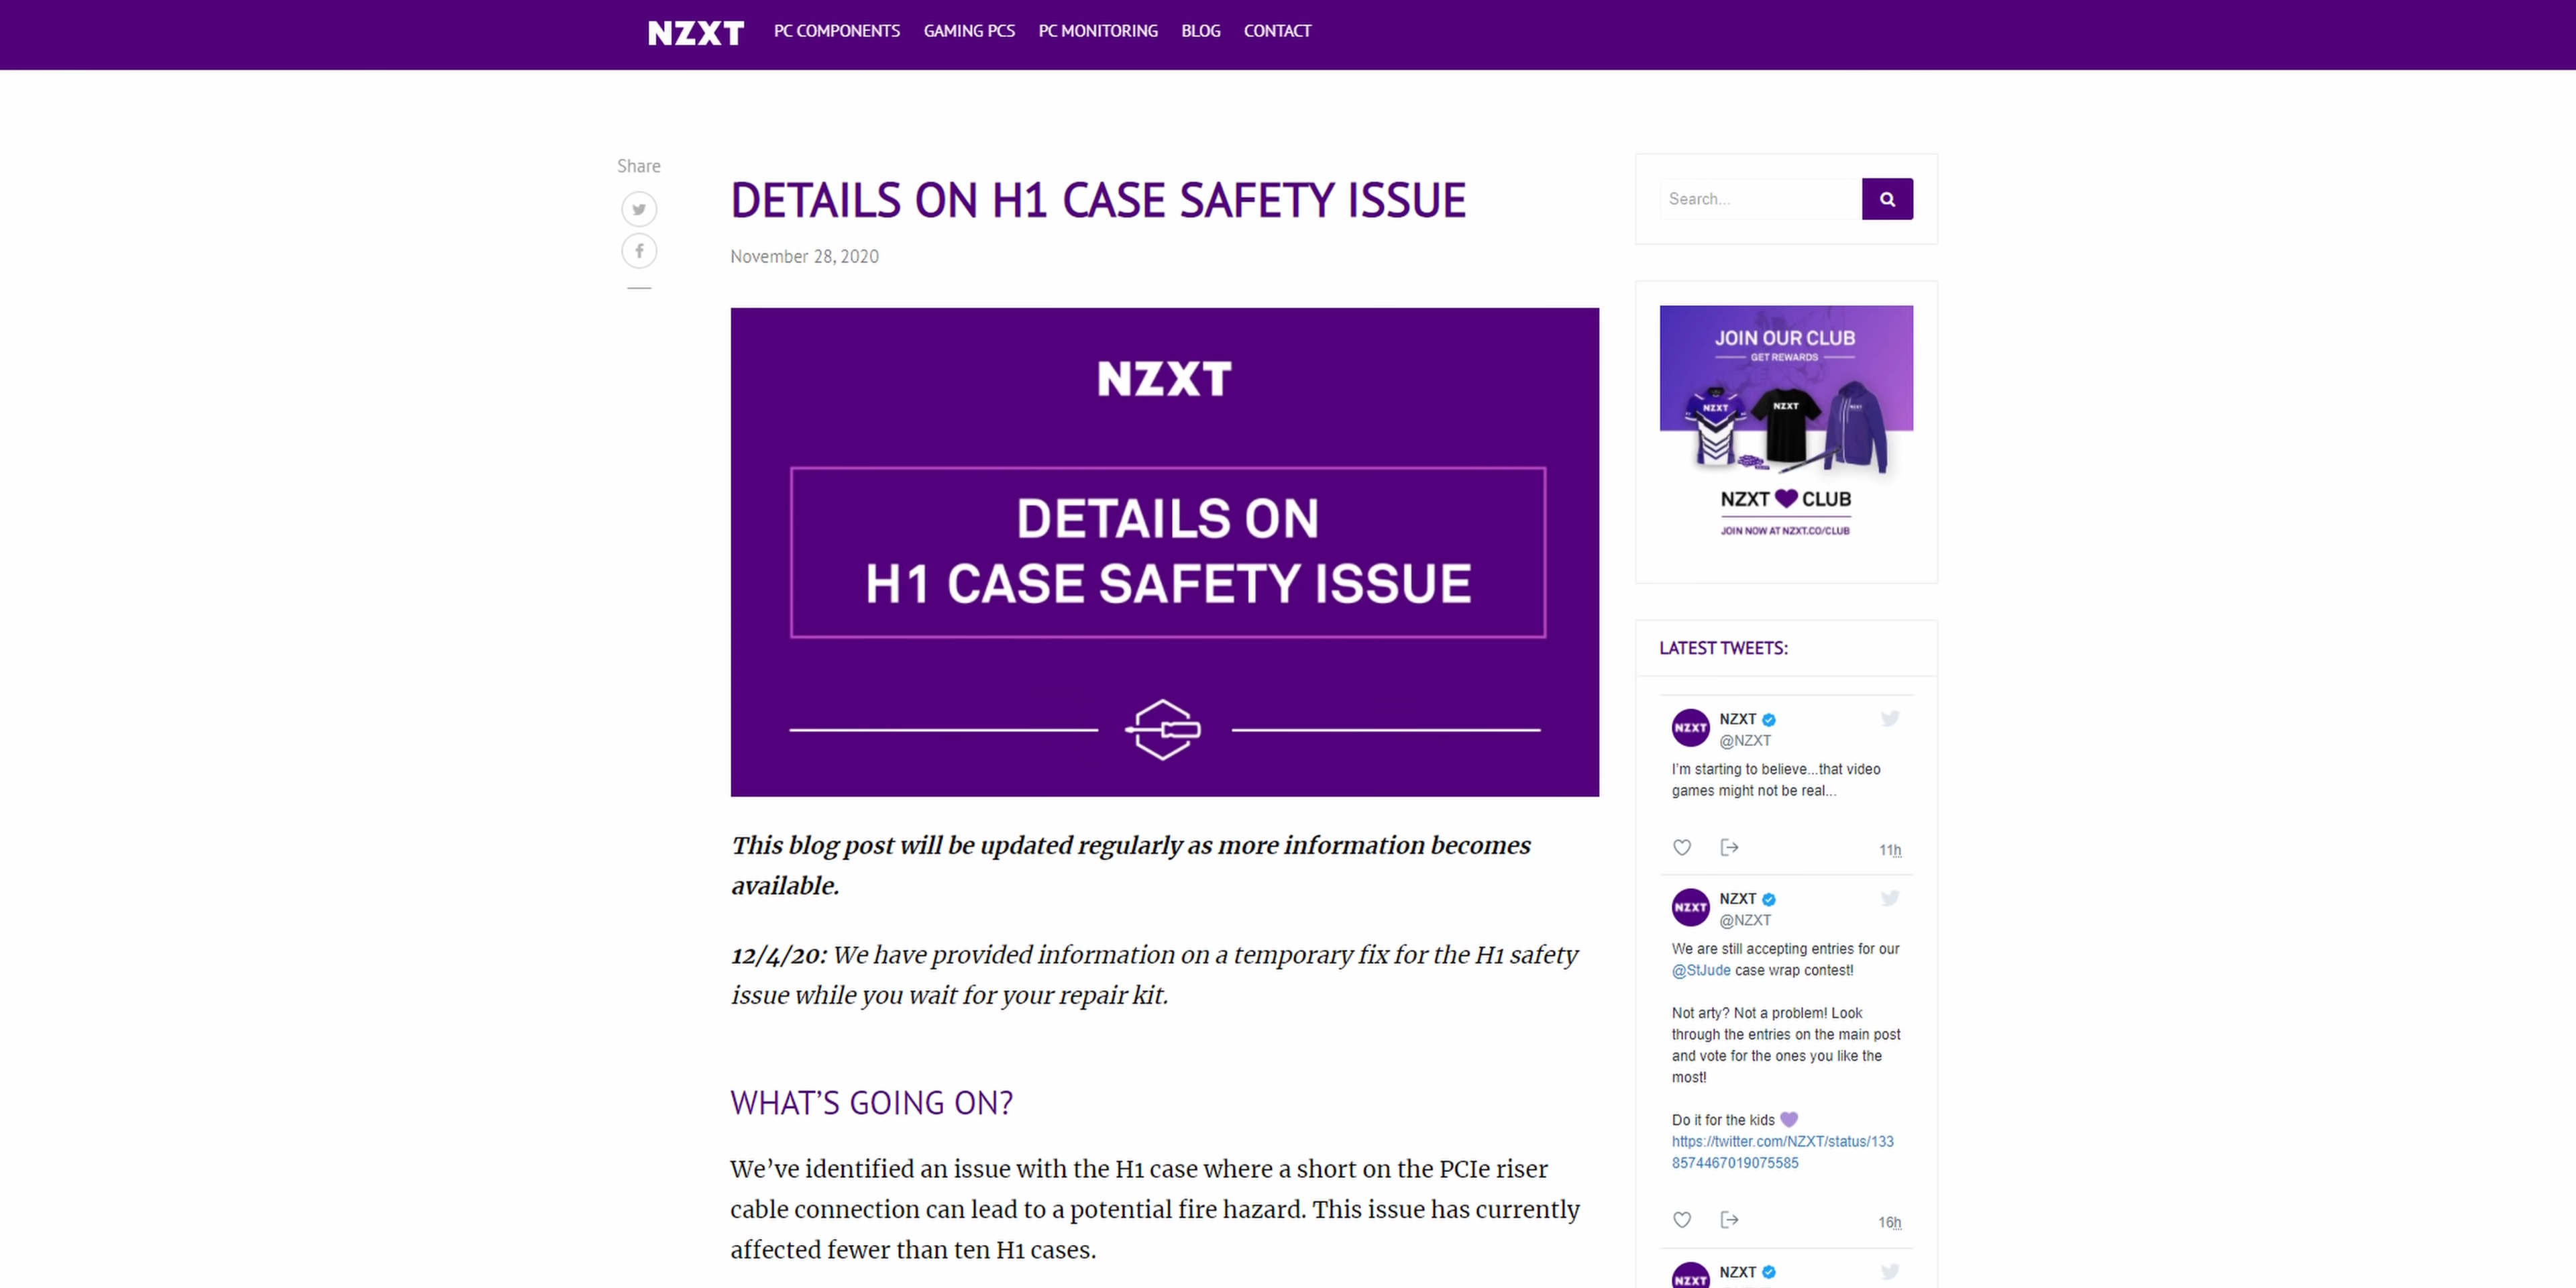 NZXT PC COMPONENTS GAMING PCS PC MONITORING BLOG CONTACT
Share
DETAILS ON H1 CASE SAFETY ISSUE
November 28, 2020
NZXT
DETAILS ON
H1 CASE SAFETY ISSUE
This blog post will be updated regularly as more information becomes
available.
12/4/20: We have provided information on a temporary fix for the H1 safety
issue while you wait for your repair kit.
WHAT’S GOING ON?
We’ve identified an issue with the H1 case where a short on the PCIe riser
cable connection can lead to a potential fire hazard. This issue has currently
affected fewer than ten H1 cases.
Search...
JOIN OUR CLUB
GET REWARDS
NZXT
NZXT
NZXT CLUB
JOIN NOW AT NZXT.CO/CLUB
LATEST TWEETS:
NZXT
NZXT
@NZXT
I’m starting to believe...that video
games might not be real...
11h
NZXT
NZXT
@NZXT
We are still accepting entries for our
@StJude case wrap contest!
Not arty? Not a problem! Look
through the entries on the main post
and vote for the ones you like the
most!
Do it for the kids 💜
https://twitter.com/NZXT/status/133
8574467019075585
16h
NZXT
NZXT